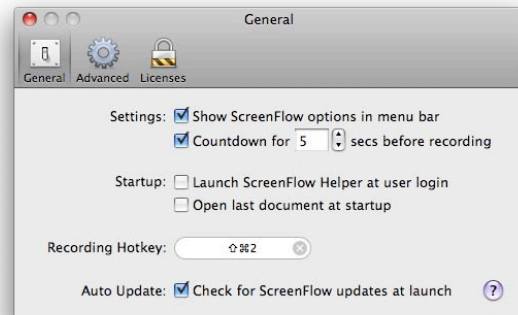 General
General Advanced Licenses
Settings: Show ScreenFlow options in menu bar
Countdown for 5 secs before recording
Startup: Launch ScreenFlow Helper at user login
Open last document at startup
Recording Hotkey: ⇧⌘2
Auto Update: Check for ScreenFlow updates at launch ?